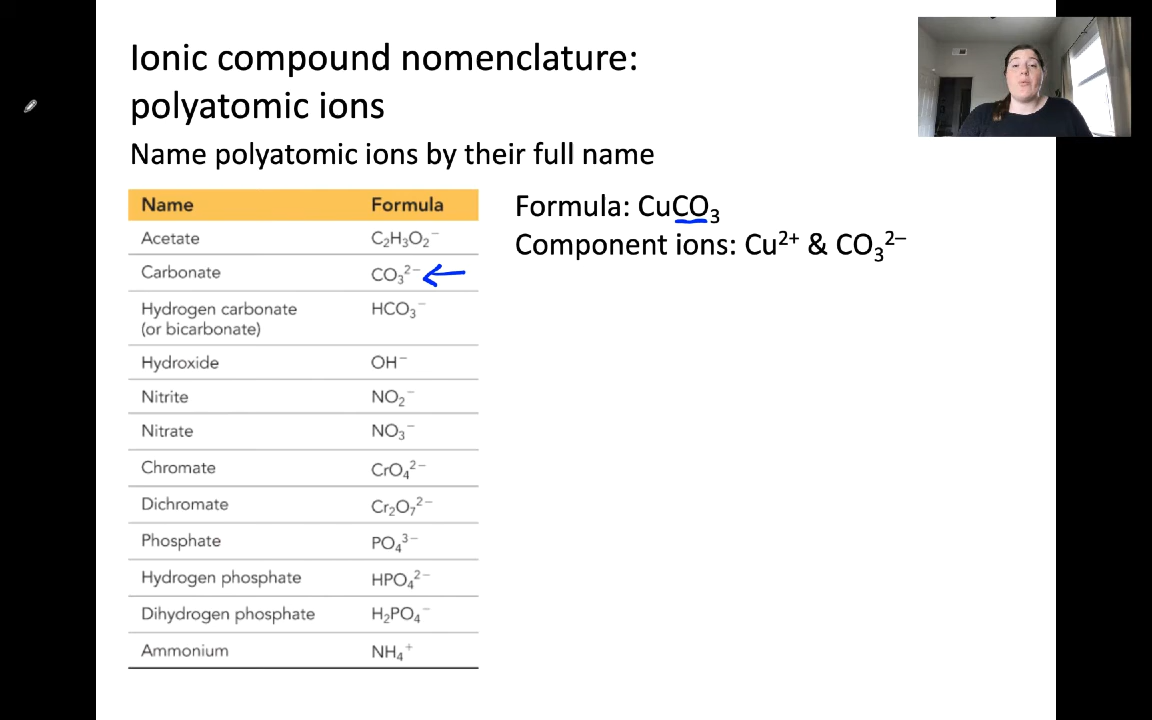 Ionic compound nomenclature:
polyatomic ions
Name polyatomic ions by their full name
Name Formula
Acetate C₂H₃O₂⁻
Carbonate CO₃²⁻
Hydrogen carbonate
(or bicarbonate) HCO₃⁻
Hydroxide OH⁻
Nitrite NO₂⁻
Nitrate NO₃⁻
Chromate CrO₄²⁻
Dichromate Cr₂O₇²⁻
Phosphate PO₄³⁻
Hydrogen phosphate HPO₄²⁻
Dihydrogen phosphate H₂PO₄⁻
Ammonium NH₄⁺
Formula: CuCO₃
Component ions: Cu²⁺ & CO₃²⁻